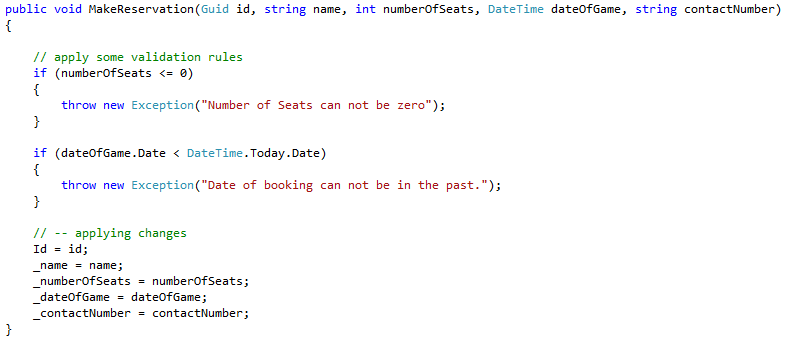 public void MakeReservation(Guid id, string name, int numberOfSeats, DateTime dateOfGame, string contactNumber)
{
// apply some validation rules
if (numberOfSeats <= 0)
{
throw new Exception("Number of Seats can not be zero");
}
if (dateOfGame.Date < DateTime.Today.Date)
{
throw new Exception("Date of booking can not be in the past.");
}
// -- applying changes
Id = id;
_name = name;
_numberOfSeats = numberOfSeats;
_dateOfGame = dateOfGame;
_contactNumber = contactNumber;
}